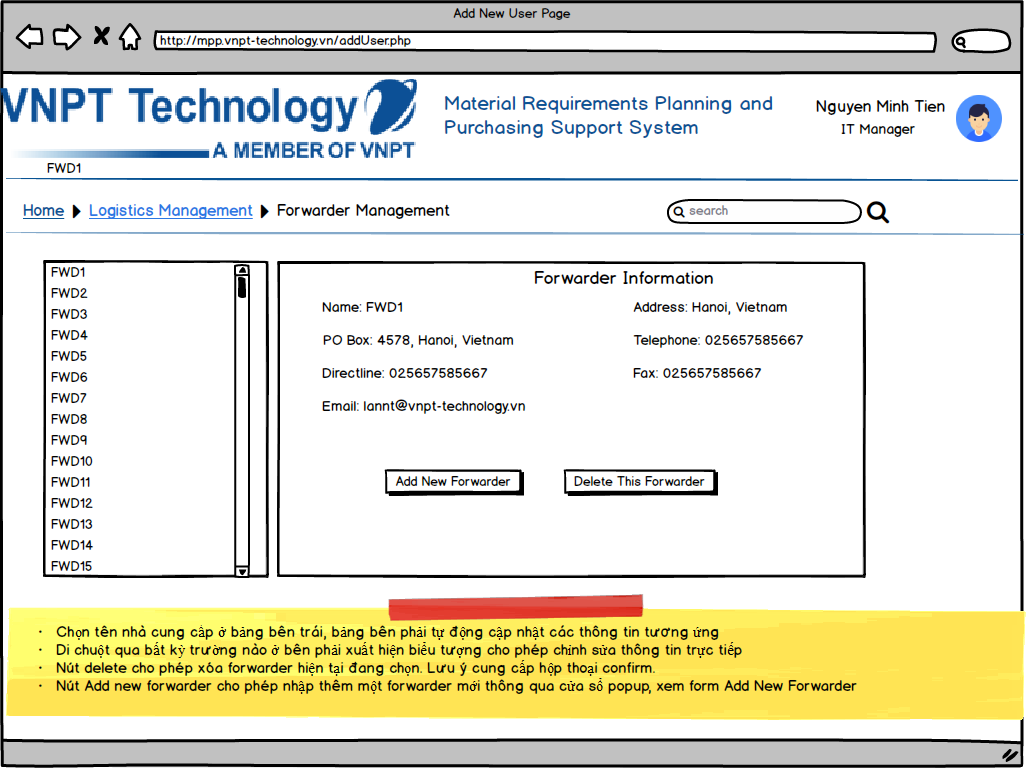 Add New User Page
http://mpp.vnpt-technology.vn/addUser.php
VNPT Technology
A MEMBER OF VNPT
Material Requirements Planning and
Purchasing Support System
Nguyen Minh Tien
IT Manager
FWD1
Home Logistics Management Forwarder Management
search
FWD1
FWD2
FWD3
FWD4
FWD5
FWD6
FWD7
FWD8
FWD9
FWD10
FWD11
FWD12
FWD13
FWD14
FWD15
Forwarder Information
Name: FWD1
Address: Hanoi, Vietnam
PO Box: 4578, Hanoi, Vietnam
Telephone: 025657585667
Directline: 025657585667
Fax: 025657585667
Email: lannt@vnpt-technology.vn
Add New Forwarder
Delete This Forwarder
· Chọn tên nhà cung cấp ở bảng bên trái, bảng bên phải tự động cập nhật các thông tin tương ứng
· Di chuột qua bất kỳ trường nào ở bên phải xuất hiện biểu tượng cho phép chỉnh sửa thông tin trực tiếp
· Nút delete cho phép xóa forwarder hiện tại đang chọn. Lưu ý cung cấp hộp thoại confirm.
· Nút Add new forwarder cho phép nhập thêm một forwarder mới thông qua cửa sổ popup, xem form Add New Forwarder